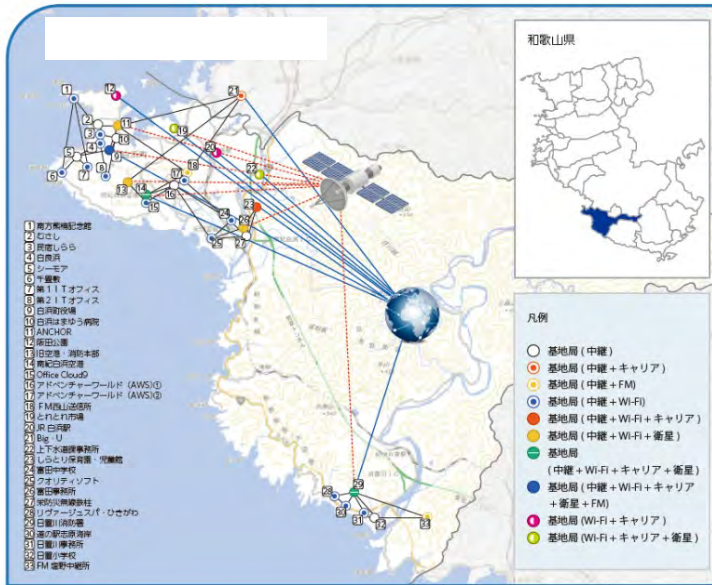 和歌山県
1 南方熊楠記念館
2 むさし
3 民宿しらら
4 白良浜
5 シーモア
6 千畳敷
7 第1ITオフィス
8 第2ITオフィス
9 白浜町役場
10 白浜はまゆう病院
11 ANCHOR
12 阪田公園
13 旧空港・消防本部
14 南紀白浜空港
15 Office Cloud9
16 アドベンチャーワールド (AWS)①
17 アドベンチャーワールド (AWS)②
18 FM西山送信所
19 とれとれ市場
20 JR 白浜駅
21 Big・U
22 上下水道課事務所
23 しらとり保育園・児童館
24 富田中学校
25 クオリティソフト
26 富田事務所
27 栄防災無線鉄柱
28 リヴァージュスパ・ひきがわ
29 日置川消防署
30 道の駅志原海岸
31 日置川事務所
32 日置小学校
33 FM 塩野中継所
凡例
基地局 (中継)
基地局 (中継+キャリア)
基地局 (中継+FM)
基地局 (中継+Wi-Fi)
基地局 (中継+Wi-Fi+キャリア)
基地局 (中継+Wi-Fi+衛星)
基地局
(中継+Wi-Fi+キャリア+衛星)
基地局 (中継+Wi-Fi+キャリア
+衛星+FM)
基地局 (Wi-Fi+キャリア)
基地局 (Wi-Fi+キャリア+衛星)